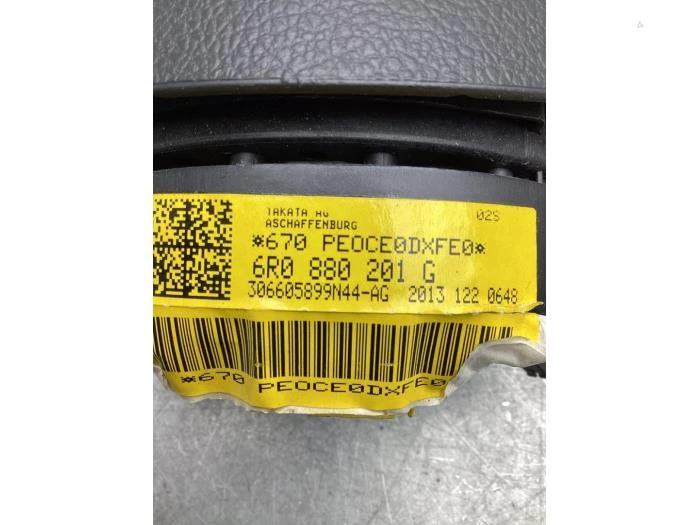 TAKATA AG 02S
ASCHAFFENBURG
*670 PEOCE0DXFE0*
6R0 880 201 G
306605899N44-AG 2013 122 0648
*670 PEOCE0DXFE0